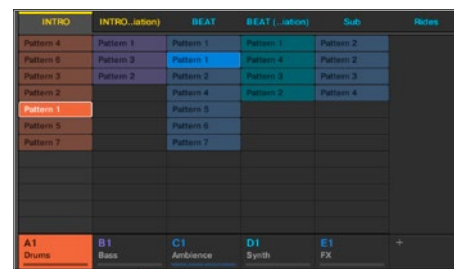 INTRO INTRO...iation) BEAT BEAT (...iation) Sub Rides
Pattern 4 Pattern 1 Pattern 1 Pattern 1 Pattern 2
Pattern 6 Pattern 3 Pattern 1 Pattern 4 Pattern 1
Pattern 3 Pattern 2 Pattern 2 Pattern 3 Pattern 3
Pattern 2 Pattern 4 Pattern 2 Pattern 4
Pattern 1 Pattern 5
Pattern 5 Pattern 6
Pattern 7 Pattern 7
A1 B1 C1 D1 E1 +
Drums Bass Ambience Synth FX